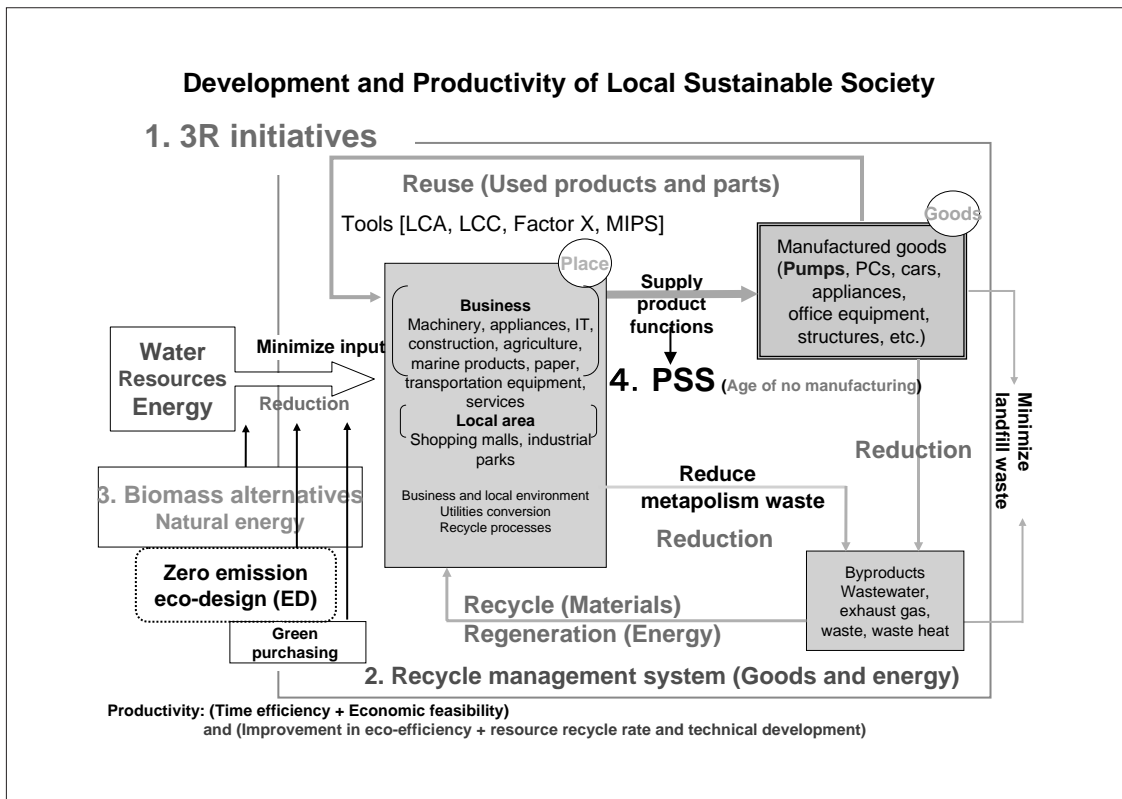 Development and Productivity of Local Sustainable Society
1. 3R initiatives
Reuse (Used products and parts)
Tools [LCA, LCC, Factor X, MIPS]
Goods
Manufactured goods
(Pumps, PCs, cars,
appliances,
office equipment,
structures, etc.)
Place
Business
Machinery, appliances, IT,
construction, agriculture,
marine products, paper,
transportation equipment,
services
Local area
Shopping malls, industrial
parks
Business and local environment
Utilities conversion
Recycle processes
Supply
product
functions
4. PSS (Age of no manufacturing)
Water
Resources
Energy
Minimize input
Reduction
3. Biomass alternatives
Natural energy
Zero emission
eco-design (ED)
Green
purchasing
Reduce
metapolism waste
Reduction
Reduction
Minimize
landfill waste
Byproducts
Wastewater,
exhaust gas,
waste, waste heat
Recycle (Materials)
Regeneration (Energy)
2. Recycle management system (Goods and energy)
Productivity: (Time efficiency + Economic feasibility)
and (Improvement in eco-efficiency + resource recycle rate and technical development)